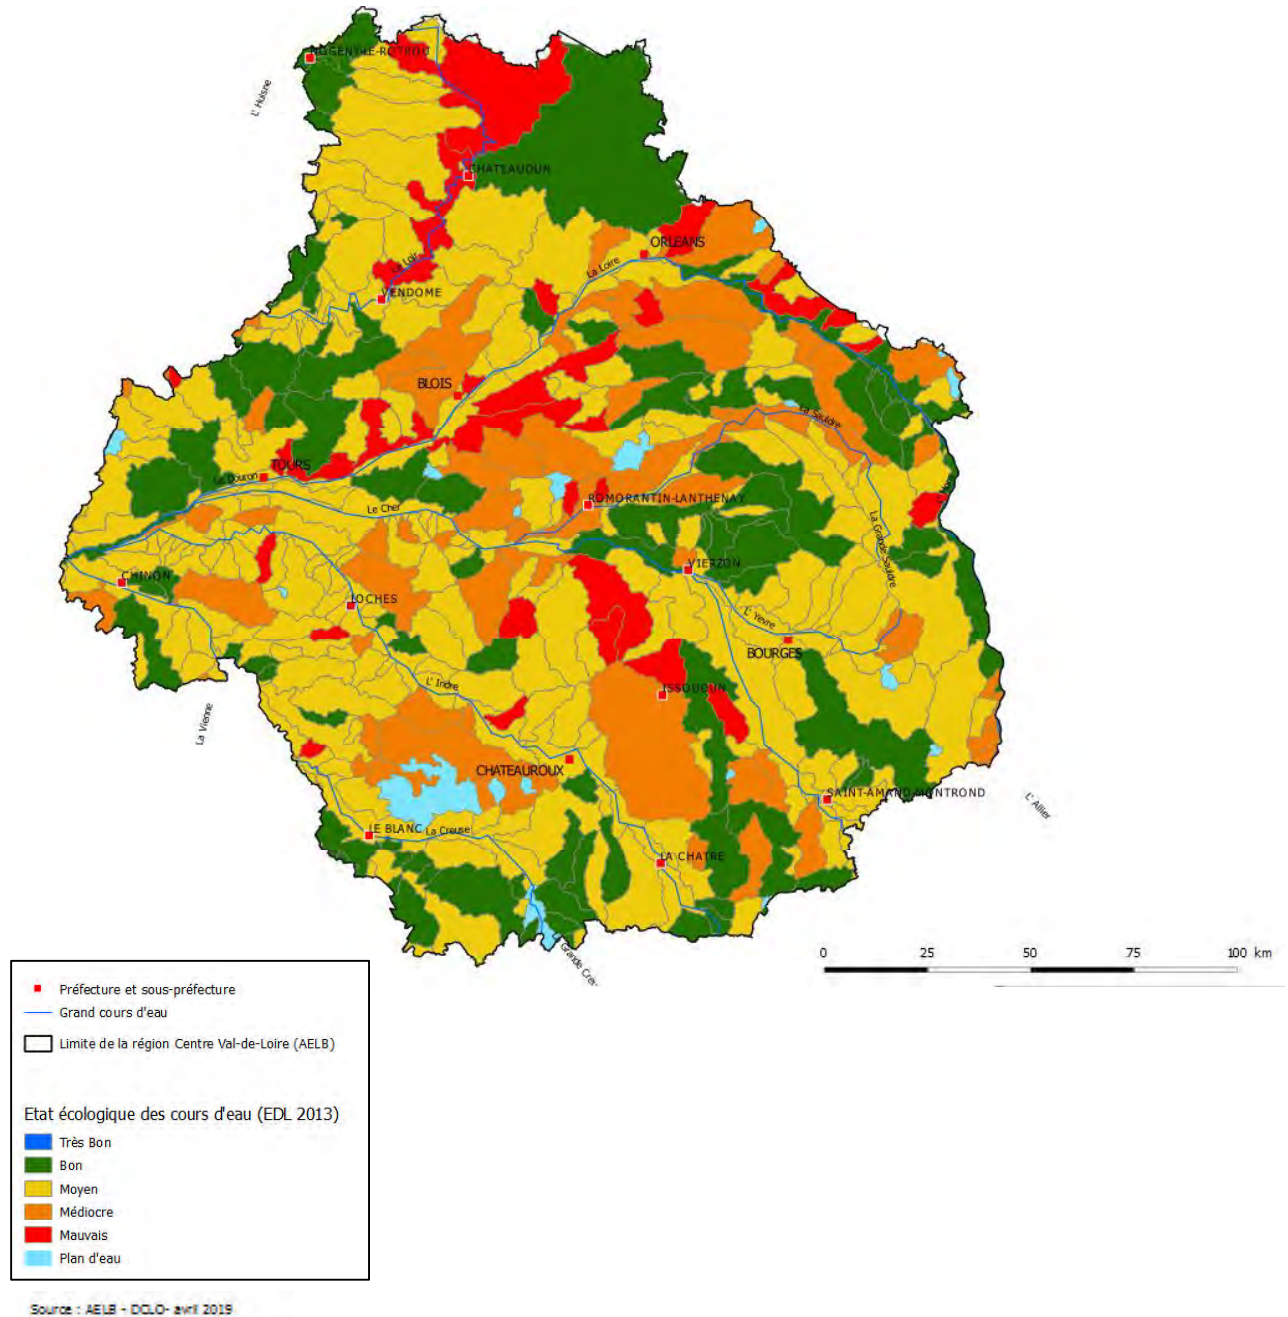 NOGENT-LE-ROTROU
L' Huisne
CHATEAUDUN
ORLEANS
La Loir
La Loire
VENDOME
BLOIS
La Sauldre
TOURS
Le Cher
ROMORANTIN-LANTHENAY
La Grande Sauldre
CHINON
VIERZON
LOCHES
L' Yevre
BOURGES
L' Indre
ISSOUDUN
La Vienne
CHATEAUROUX
SAINT-AMAND-MONTROND
L' Allier
LE BLANC
La Creuse
LA CHATRE
Grande Cre
0 25 50 75 100 km
Préfecture et sous-préfecture
Grand cours d'eau
Limite de la région Centre Val-de-Loire (AELB)
Etat écologique des cours d'eau (EDL 2013)
Très Bon
Bon
Moyen
Médiocre
Mauvais
Plan d'eau
Source : AELB - DCLO- avril 2019